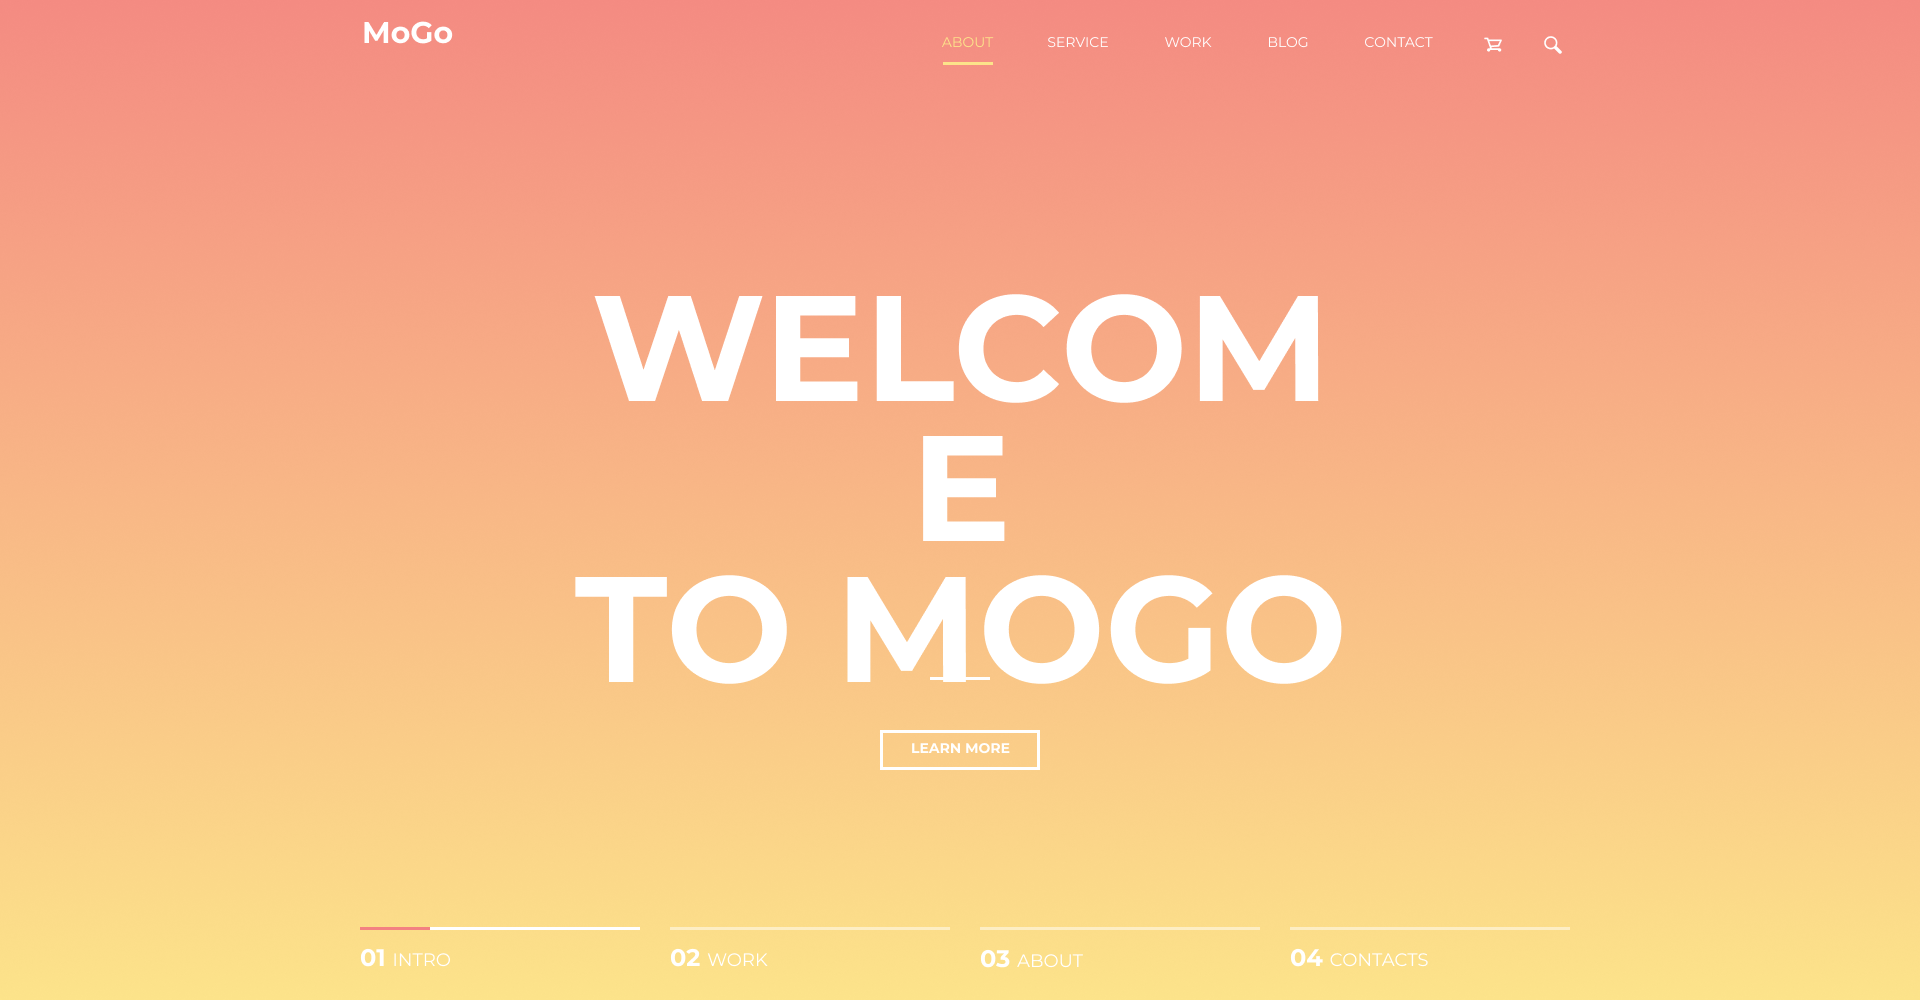 MoGo
ABOUT SERVICE WORK BLOG CONTACT
WELCOM
E
TO MOGO
LEARN MORE
01 INTRO
02 WORK
03 ABOUT
04 CONTACTS